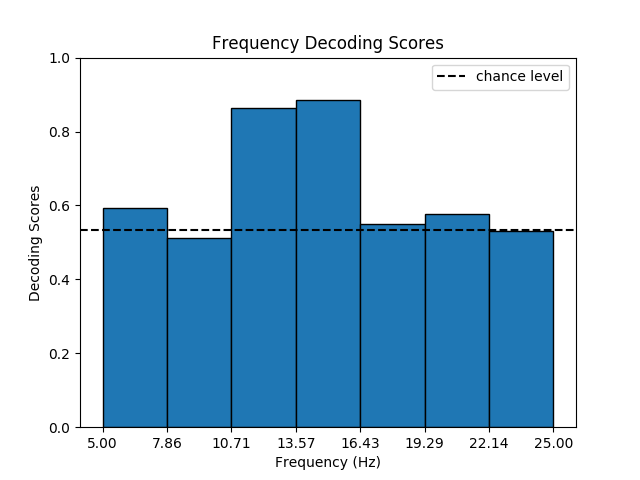 Frequency Decoding Scores
chance level
1.0
0.8
0.6
0.4
0.2
0.0
Decoding Scores
5.00 7.86 10.71 13.57 16.43 19.29 22.14 25.00
Frequency (Hz)